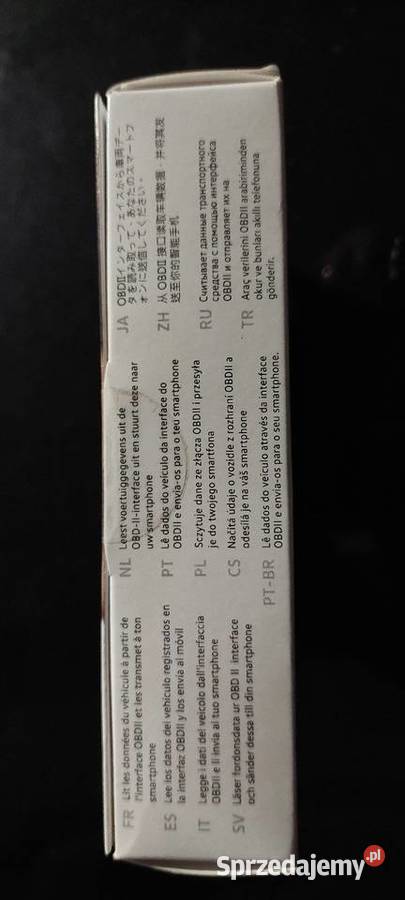 FR Lit les données du véhicule à partir de
l'interface OBDII et les transmet à ton
smartphone
ES Lee los datos del vehículo registrados en
la interfaz OBDII y los envía al móvil
IT Legge i dati del veicolo dall'interfaccia
OBDII e li invia al tuo smartphone
SV Läser fordonsdata ur OBD II interface
och sänder dessa till din smartphone
NL Leest voertuiggegevens uit de
OBD-II-interface uit en stuurt deze naar
uw smartphone
PT Lê dados do veículo da interface do
OBDII e envia-os para o teu smartphone
PL Sczytuje dane ze złącza OBDII i przesyła
je do twojego smartfona
CS Načítá údaje o vozidle z rozhraní OBDII a
odesílá je na váš smartphone
PT-BR Lê dados do veículo através da interface
OBDII e envia-os para o seu smartphone.
JA OBDⅡインターフェイスから車両デー
タを読み取って、あなたのスマートフ
ォンに送信してください。
ZH 从 OBDⅡ 接口读取车辆数据，并将其发
送至你的智能手机
RU Считывает данные транспортного
средства с помощью интерфейса
OBDII и отправляет их на
TR Araç verilerini OBDII arabiriminden
okur ve bunları akıllı telefonuna
gönderir.
Sprzedajemy.pl